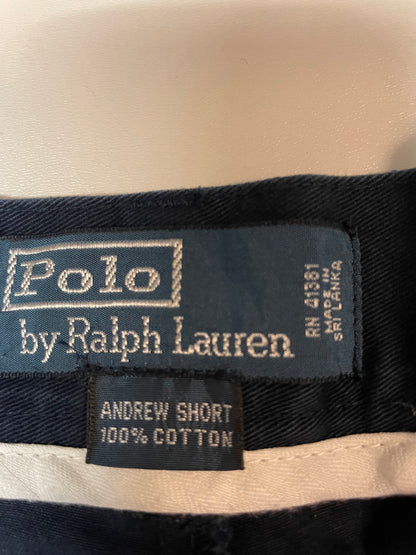 Polo
by Ralph Lauren
RN 41381
MADE IN
SRI LANKA
ANDREW SHORT
100% COTTON